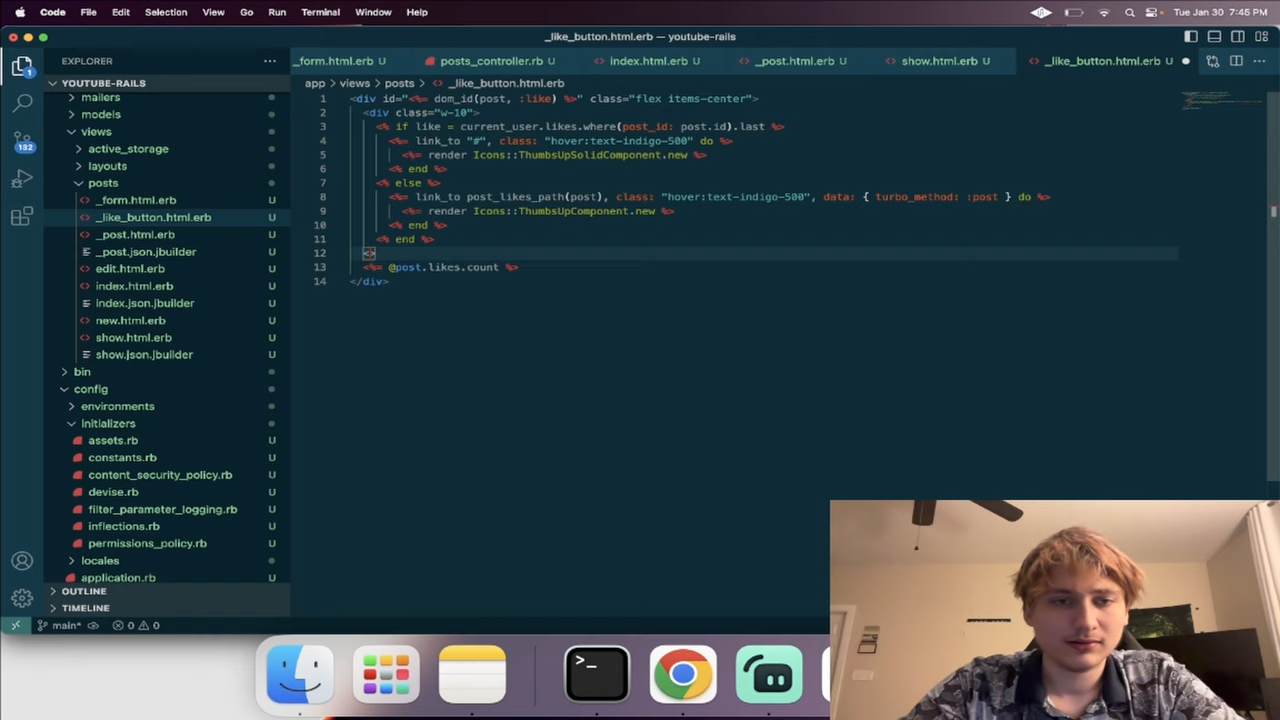 Code File Edit Selection View Go Run Terminal Window Help Tue Jan 30 7:45 PM
_like_button.html.erb — youtube-rails
EXPLORER
_form.html.erb U posts_controller.rb U index.html.erb U _post.html.erb U show.html.erb U _like_button.html.erb U
YOUTUBE-RAILS
app > views > posts > _like_button.html.erb
mailers
models
views
active_storage
layouts
posts
_form.html.erb U
_like_button.html.erb U
_post.html.erb U
_post.json.jbuilder U
edit.html.erb U
index.html.erb U
index.json.jbuilder U
new.html.erb U
show.html.erb U
show.json.jbuilder U
bin
config
environments
initializers
assets.rb U
constants.rb U
content_security_policy.rb U
devise.rb U
filter_parameter_logging.rb U
inflections.rb U
permissions_policy.rb U
locales
application.rb U
OUTLINE
TIMELINE
1 <div id="<%= dom_id(post, :like) %>" class="flex items-center">
2 <div class="w-10">
3 <% if like = current_user.likes.where(post_id: post.id).last %>
4 <%= link_to "#", class: "hover:text-indigo-500" do %>
5 <%= render Icons::ThumbsUpSolidComponent.new %>
6 <% end %>
7 <% else %>
8 <%= link_to post_likes_path(post), class: "hover:text-indigo-500", data: { turbo_method: :post } do %>
9 <%= render Icons::ThumbsUpComponent.new %>
10 <% end %>
11 <% end %>
12 <>
13 <%= @post.likes.count %>
14 </div>
1
132
main* 0 0